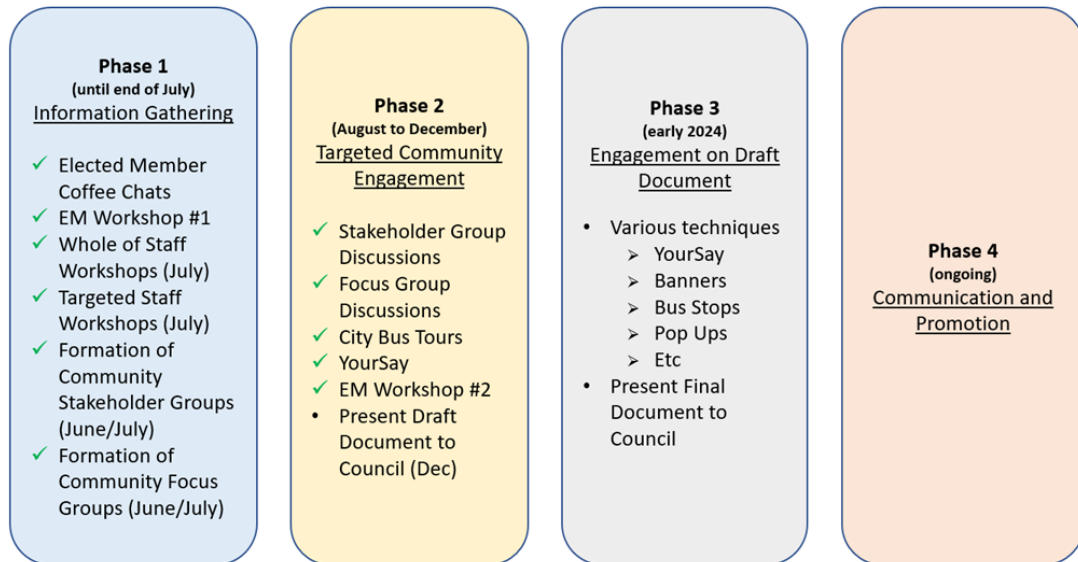 Phase 1
(until end of July)
Information Gathering
✓ Elected Member
Coffee Chats
✓ EM Workshop #1
✓ Whole of Staff
Workshops (July)
✓ Targeted Staff
Workshops (July)
✓ Formation of
Community
Stakeholder Groups
(June/July)
✓ Formation of
Community Focus
Groups (June/July)
Phase 2
(August to December)
Targeted Community
Engagement
✓ Stakeholder Group
Discussions
✓ Focus Group
Discussions
✓ City Bus Tours
✓ YourSay
✓ EM Workshop #2
• Present Draft
Document to
Council (Dec)
Phase 3
(early 2024)
Engagement on Draft
Document
• Various techniques
➢ YourSay
➢ Banners
➢ Bus Stops
➢ Pop Ups
➢ Etc
• Present Final
Document to
Council
Phase 4
(ongoing)
Communication and
Promotion